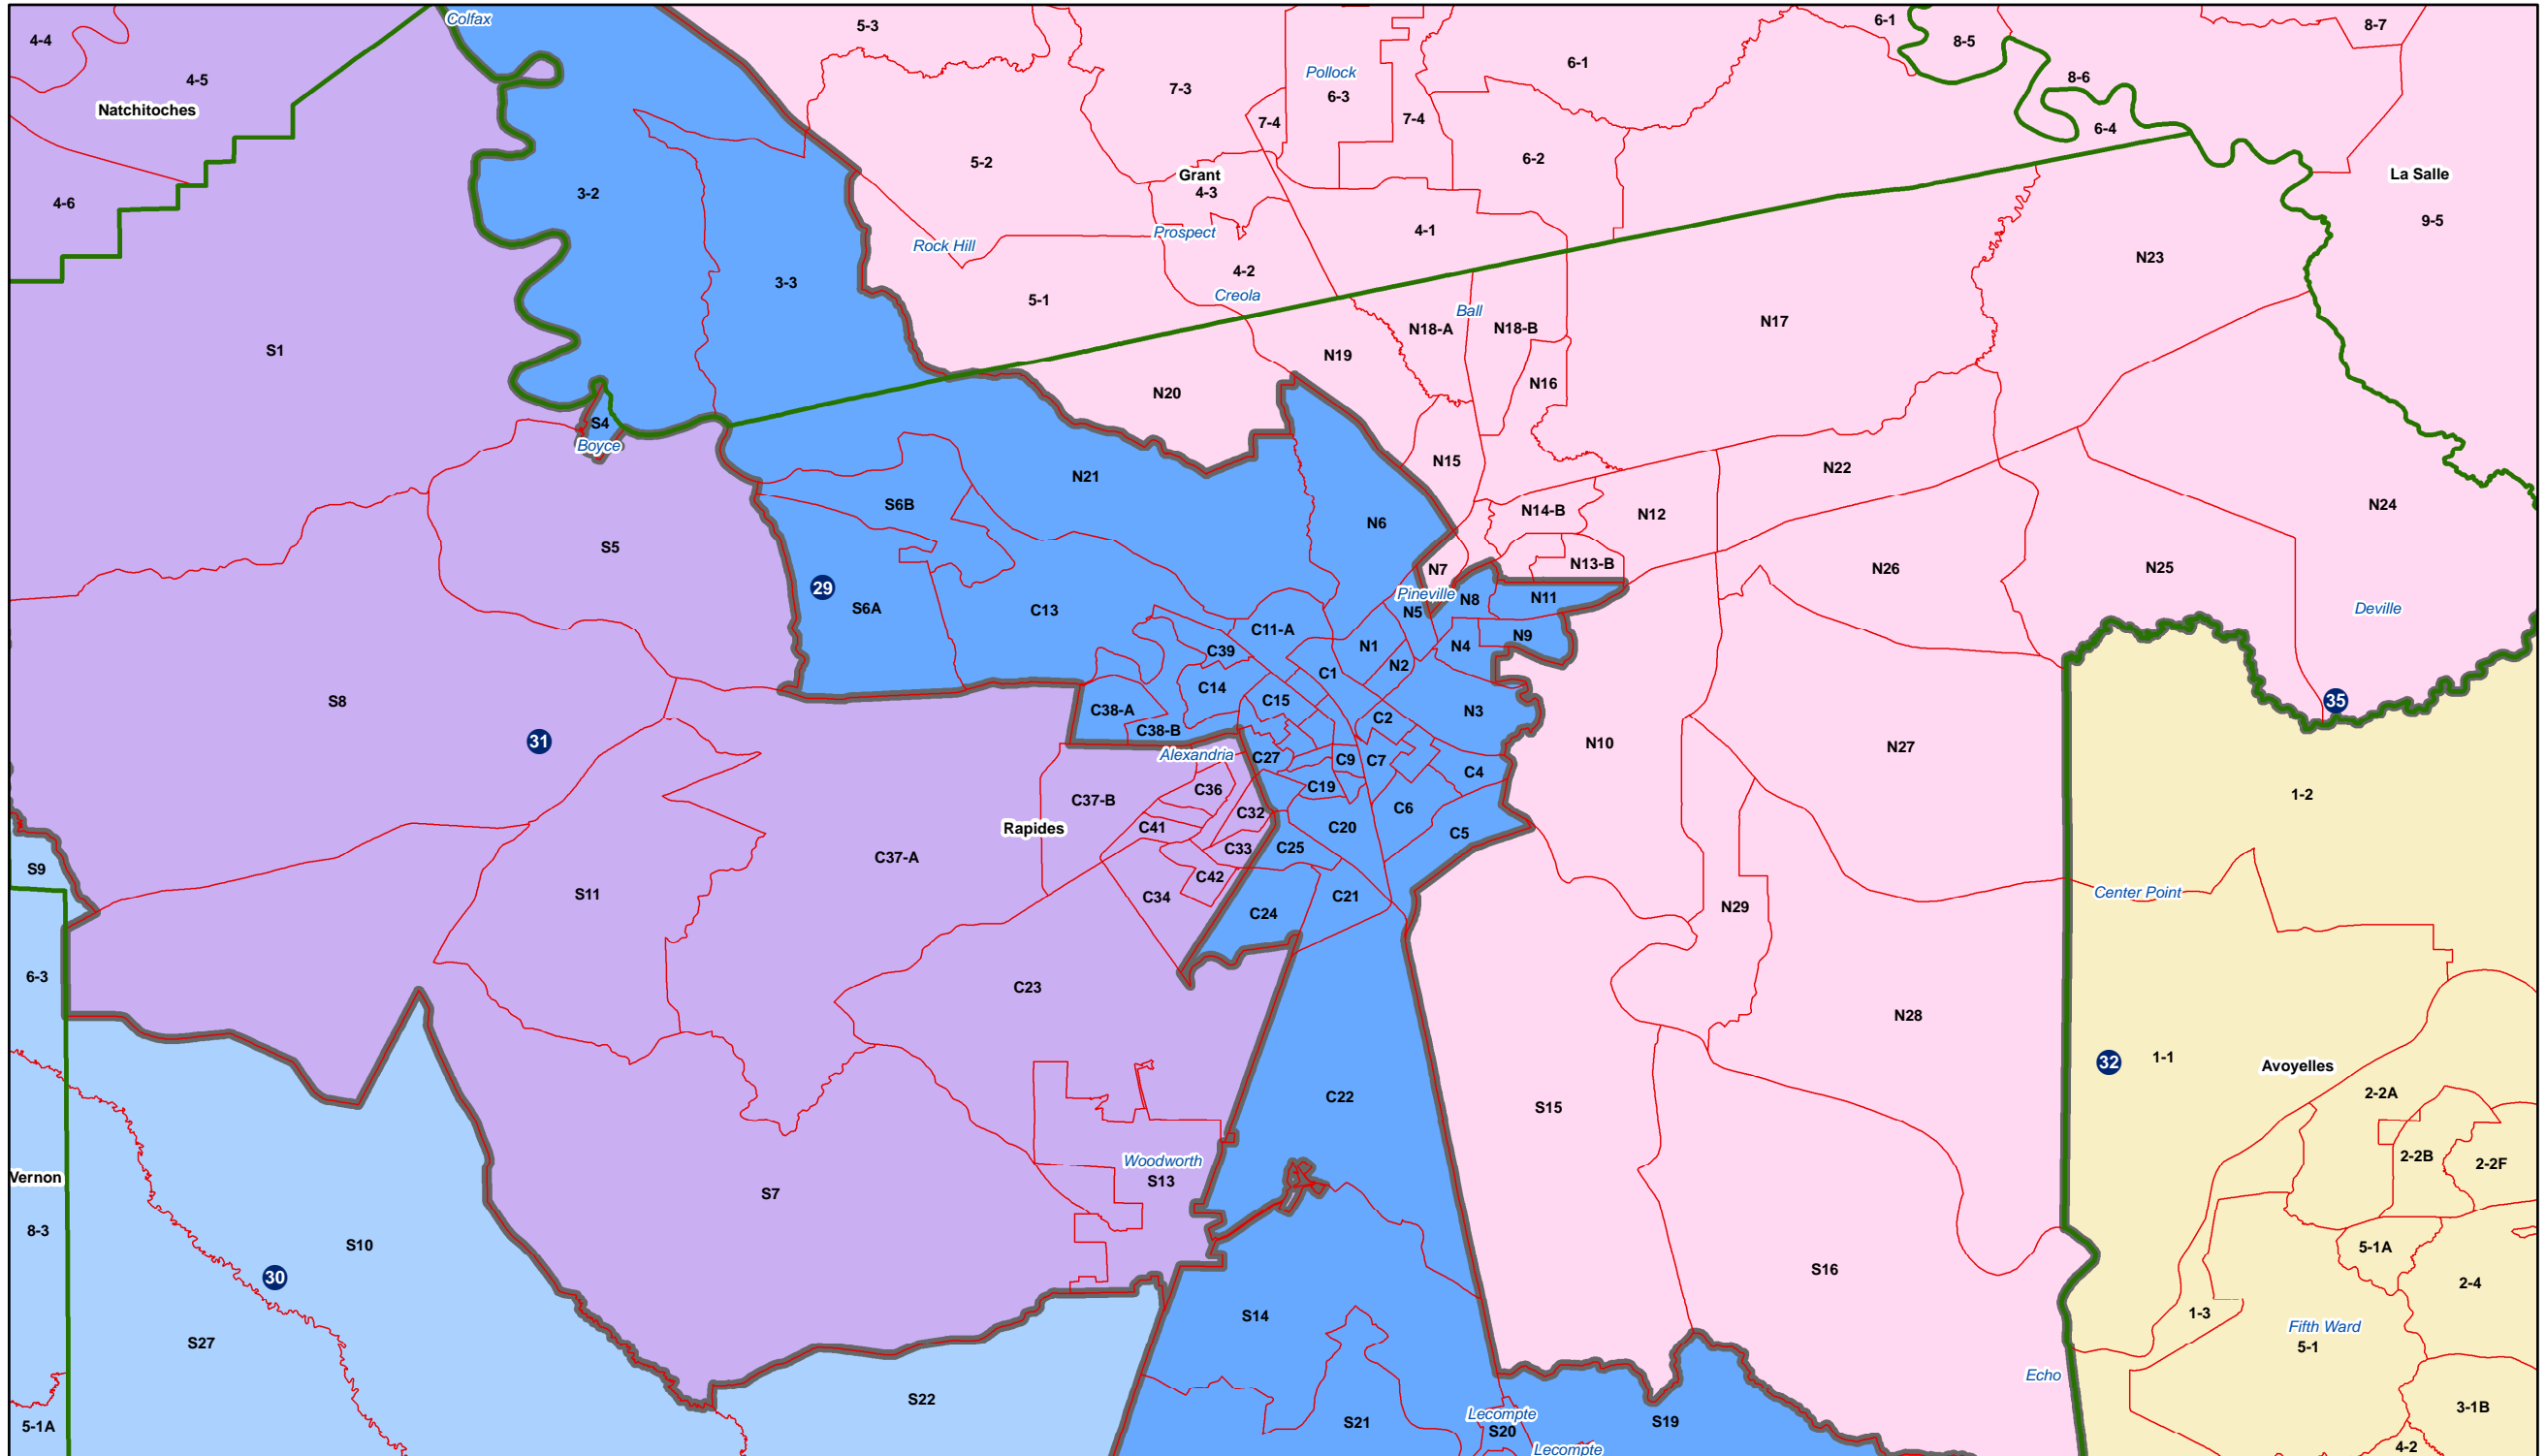 Colfax
4-4
5-3
6-1
8-5
8-7
4-5
Natchitoches
7-3
Pollock
6-3
6-1
8-6
7-4
7-4
6-4
4-6
3-2
5-2
Grant
4-3
6-2
La Salle
9-5
Rock Hill
Prospect
4-1
N23
3-3
4-2
5-1
Creola
Ball
N18-A
N18-B
N17
S1
N19
N16
N20
S4
Boyce
N15
N22
N21
S6B
N6
N14-B
N12
N24
S5
29
S6A
C13
N7
N13-B
N26
N25
Pineville
N8
N11
N5
Deville
C11-A
N9
C39
N1
N4
N2
C1
S8
C14
C15
35
C38-A
C2
N3
C38-B
31
Alexandria
C27
C9
C7
N10
N27
C4
C36
C19
1-2
C37-B
C32
C6
Rapides
C41
C20
C5
C37-A
C33
C25
S9
C42
S11
C34
C21
Center Point
C24
N29
6-3
C23
N28
32
1-1
Avoyelles
C22
2-2A
S15
2-2B
2-2F
Vernon
Woodworth
S13
S7
8-3
S10
5-1A
30
S16
2-4
S14
1-3
Fifth Ward
5-1
S27
Echo
S22
Lecompte
S20
S21
S19
3-1B
5-1A
4-2
Lecompte